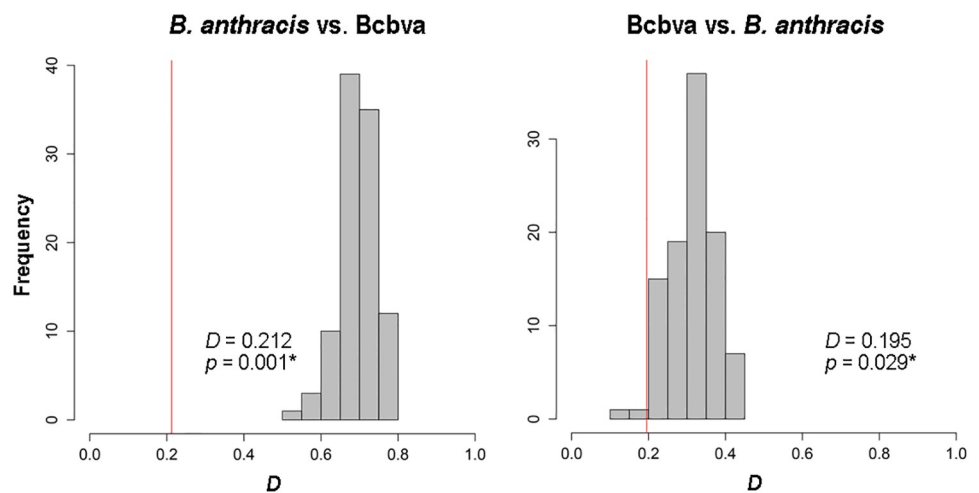 B. anthracis vs. Bcbva
Frequency
40
30
20
10
0
D = 0.212
p = 0.001*
0.0 0.2 0.4 0.6 0.8 1.0
D
Bcbva vs. B. anthracis
30
20
10
0
D = 0.195
p = 0.029*
0.0 0.2 0.4 0.6 0.8 1.0
D